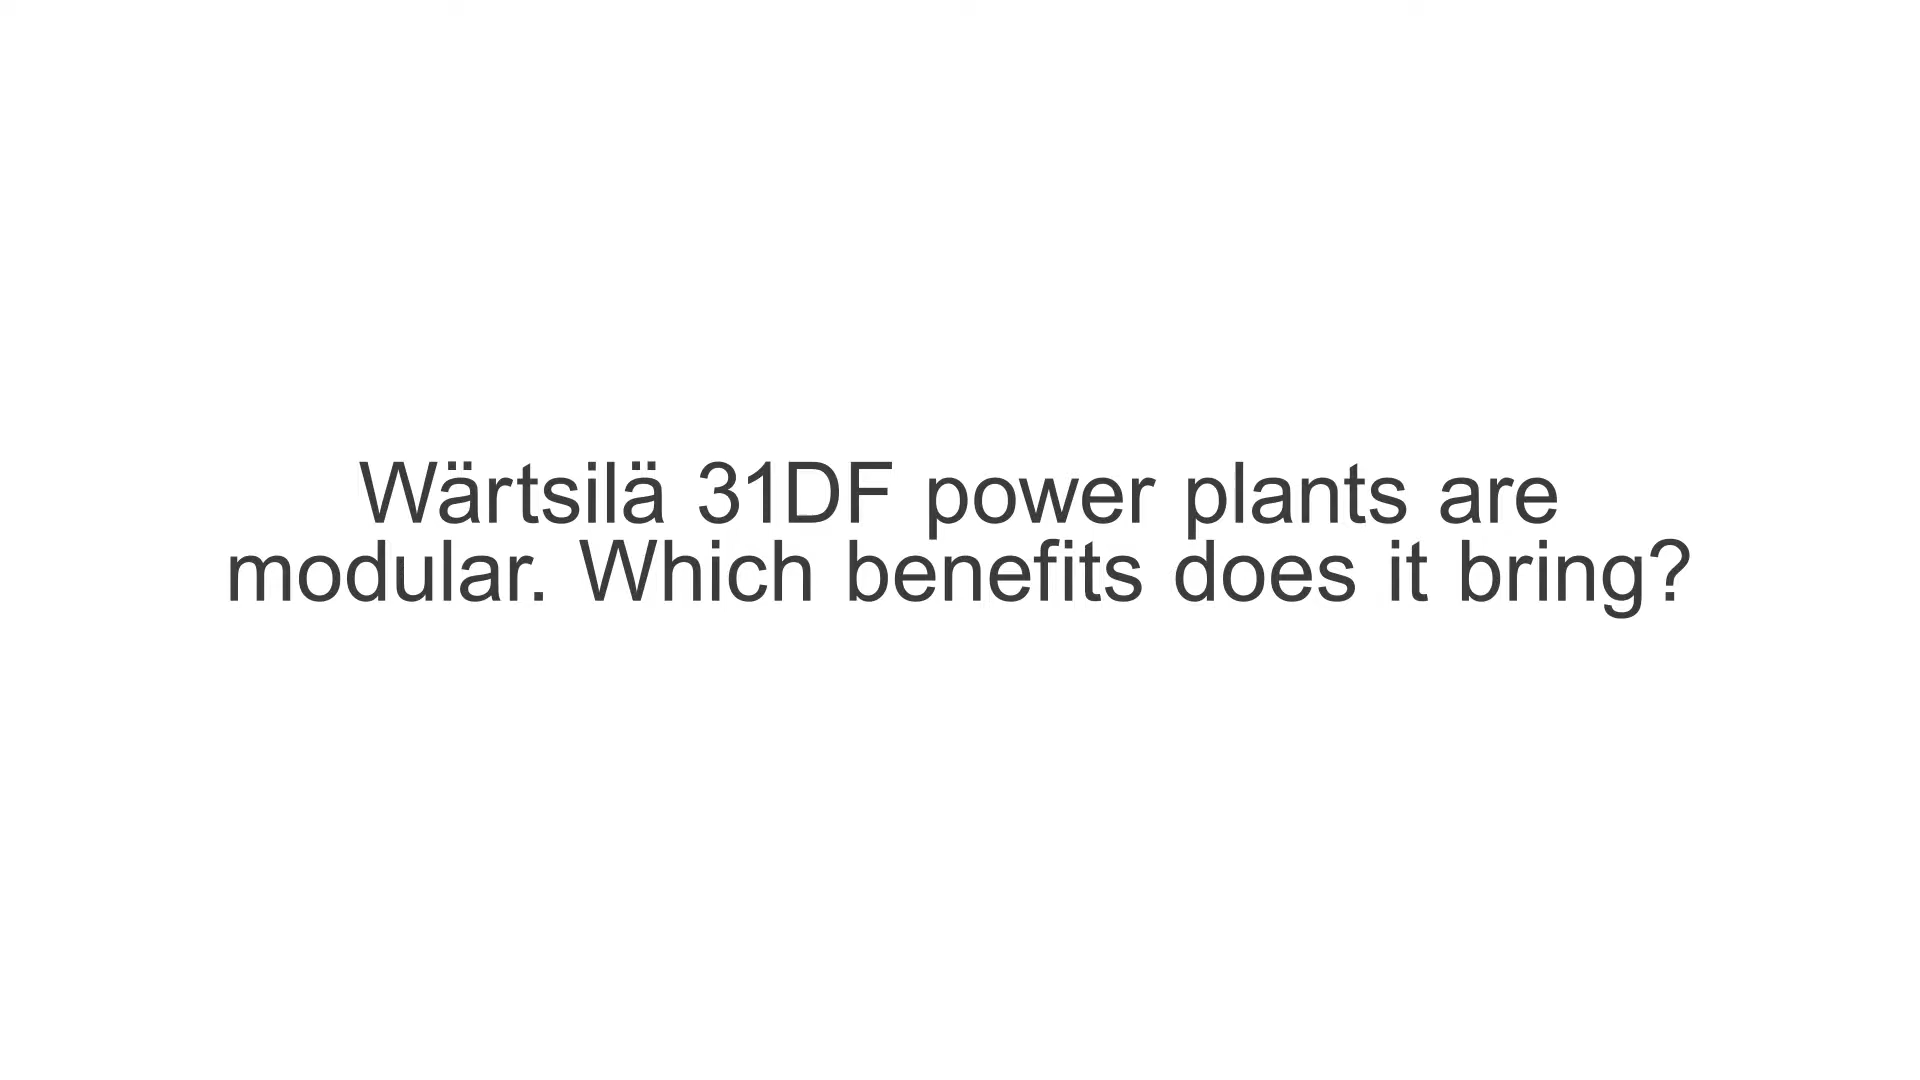 Wärtsilä 31DF power plants are
modular. Which benefits does it bring?